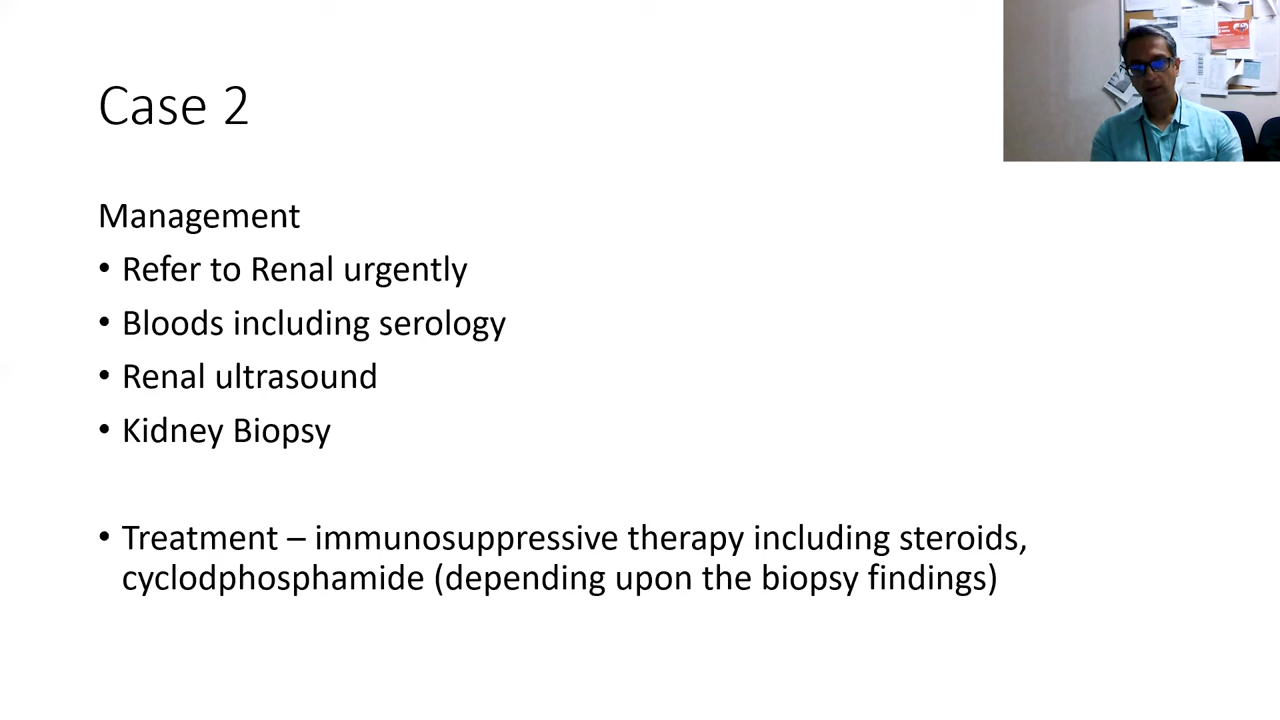 Case 2
Management
• Refer to Renal urgently
• Bloods including serology
• Renal ultrasound
• Kidney Biopsy
• Treatment – immunosuppressive therapy including steroids,
cyclodphosphamide (depending upon the biopsy findings)